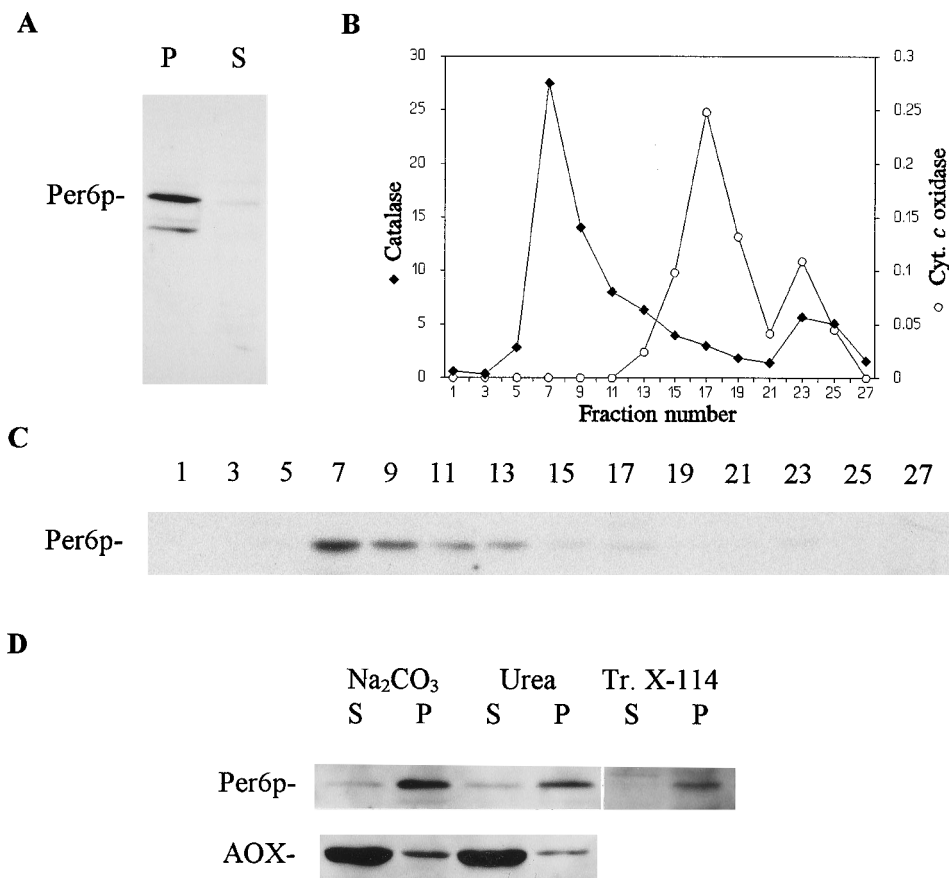 A
P S
Per6p-
B
30
25
20
15
10
5
0
0.3
0.25
0.2
0.15
0.1
0.05
0
◆ Catalase
○ Cyt. c oxidase
1 3 5 7 9 11 13 15 17 19 21 23 25 27
Fraction number
C
1 3 5 7 9 11 13 15 17 19 21 23 25 27
Per6p-
D
Na₂CO₃ Urea Tr. X-114
S P S P S P
Per6p-
AOX-